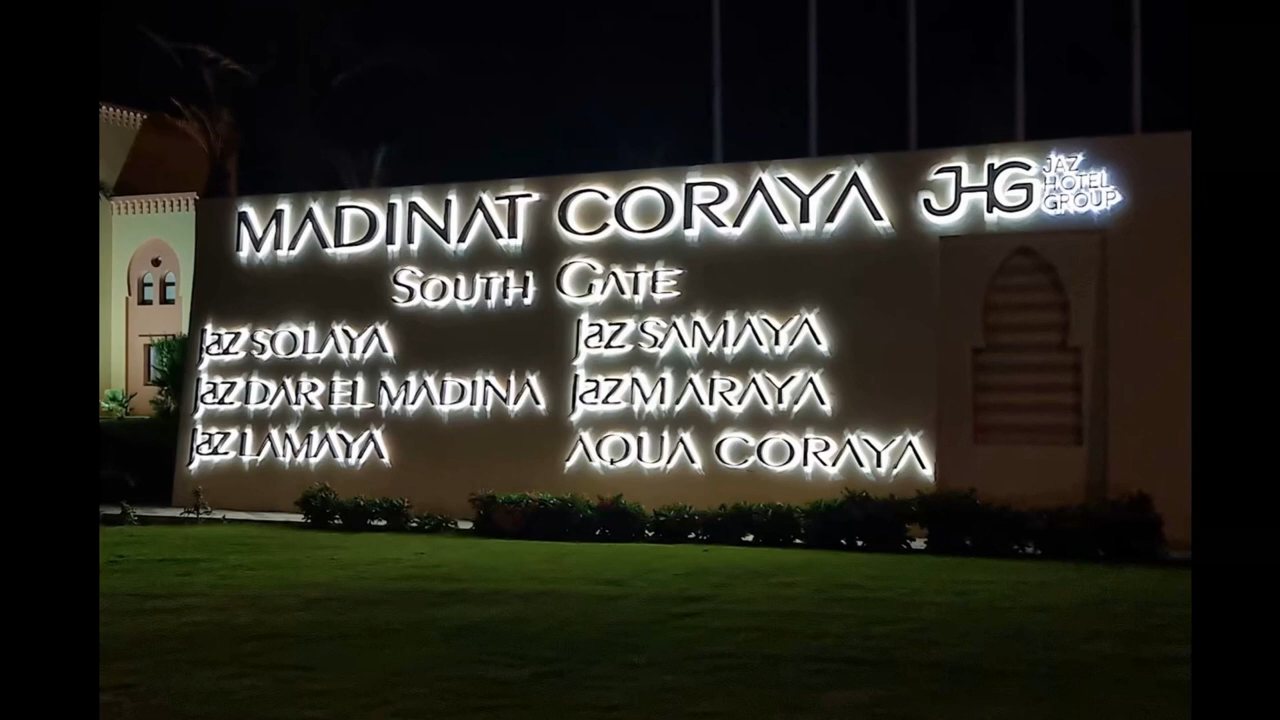 MADINAT CORAYA
JHG
JAZ
HOTEL
GROUP
SOUTH GATE
Jaz SOLAYA
Jaz SAMAYA
Jaz DAR EL MADINA
Jaz MARAYA
Jaz LAMAYA
AQUA CORAYA